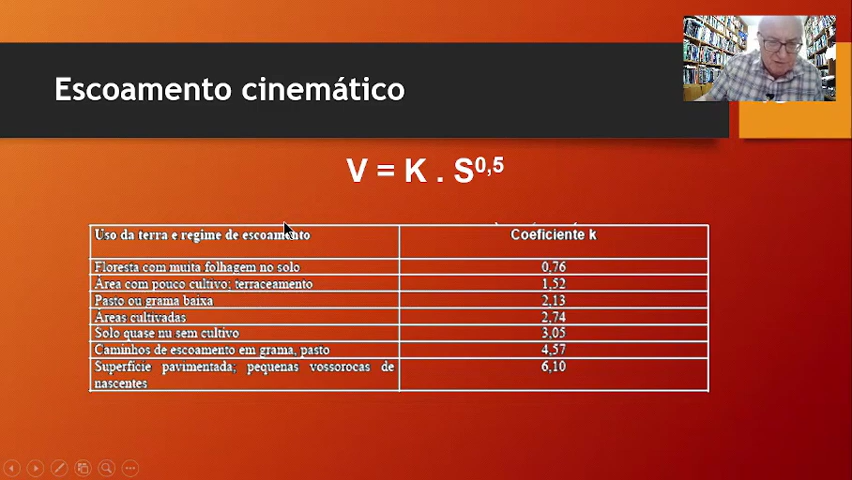 Escoamento cinemático
V = K . S^0,5
Uso da terra e regime de escoamento Coeficiente k
Floresta com muita folhagem no solo 0,76
Área com pouco cultivo; terraceamento 1,52
Pasto ou grama baixa 2,13
Áreas cultivadas 2,74
Solo quase nu sem cultivo 3,05
Caminhos de escoamento em grama, pasto 4,57
Superfície pavimentada; pequenas vossorocas de 6,10
nascentes